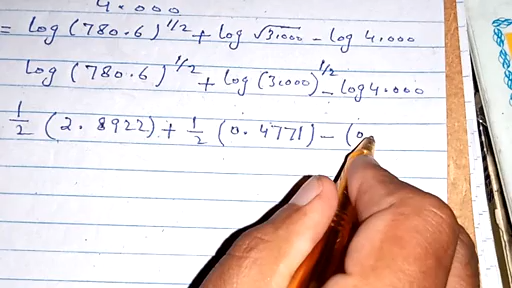 4.000
= log (780.6)^1/2 + log √3.000 - log 4.000
log (780.6)^1/2 + log (3.000)^1/2 - log 4.000
1/2 (2.8922) + 1/2 (0.4771) - (0.